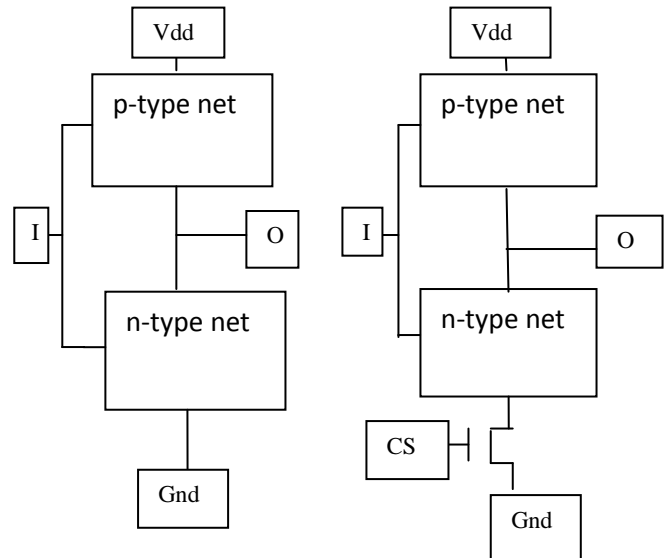 Vdd
p-type net
I
O
n-type net
Gnd
Vdd
p-type net
I
O
n-type net
CS
Gnd